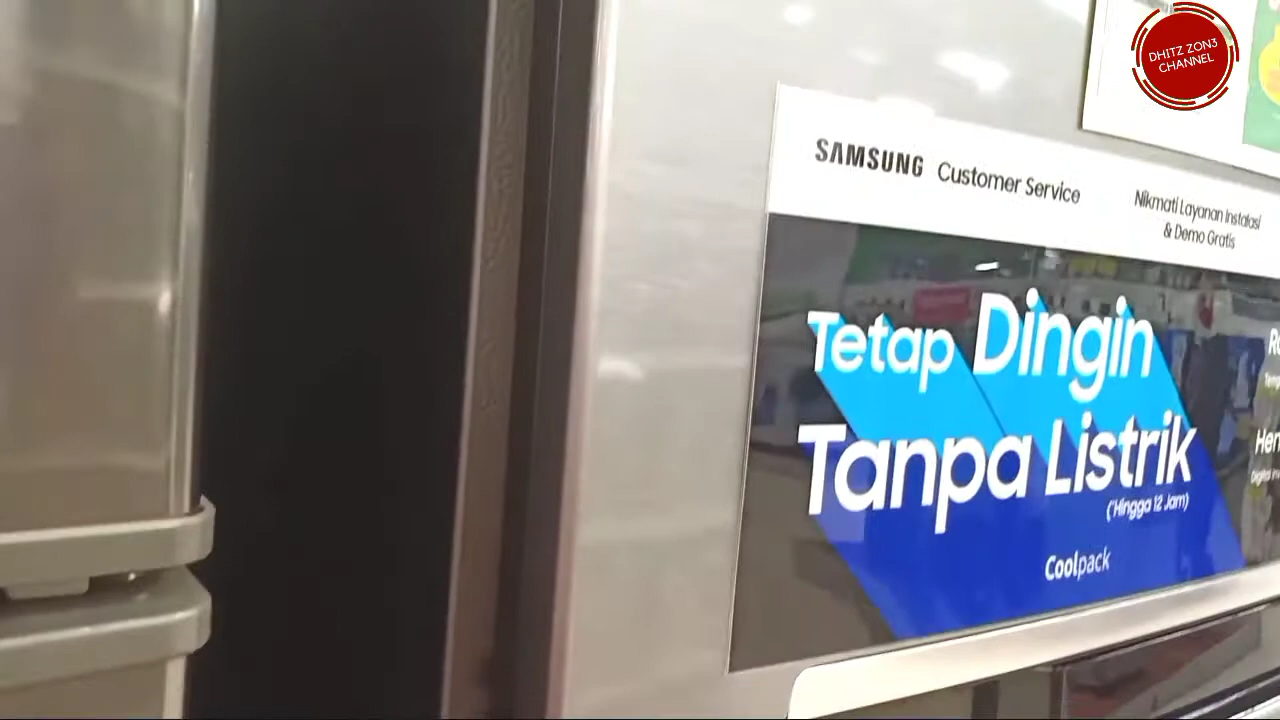 DHITZ ZON3
CHANNEL
SAMSUNG Customer Service
Nikmati Layanan Instalasi
& Demo Gratis
Tetap Dingin
Tanpa Listrik
(*Hingga 12 Jam)
Coolpack